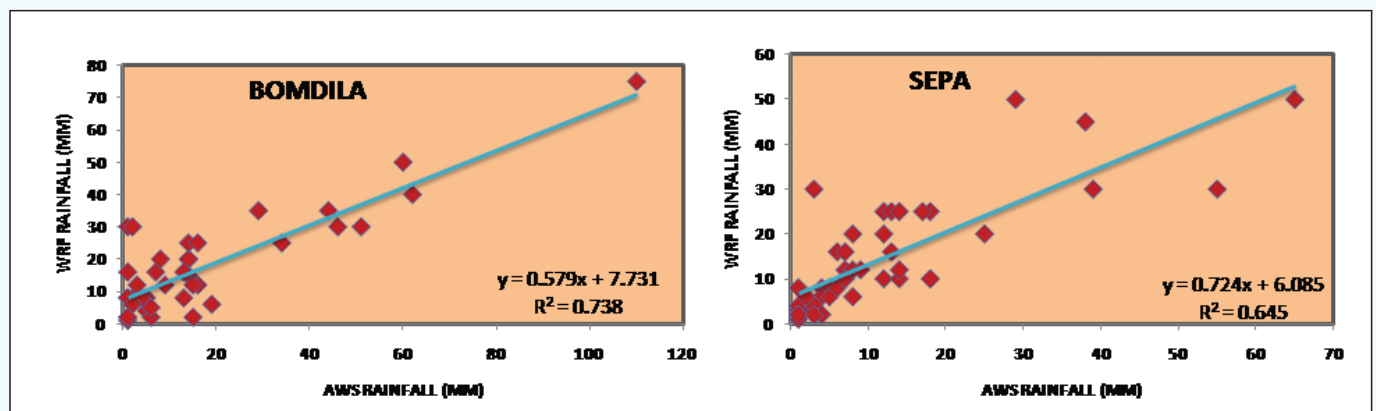 BOMDILA
WRF RAINFALL (MM)
80
70
60
50
40
30
20
10
0
y = 0.579x + 7.731
R² = 0.738
0 20 40 60 80 100 120
AWS RAINFALL (MM)
SEPA
WRF RAINFALL (MM)
60
50
40
30
20
10
0
y = 0.724x + 6.085
R² = 0.645
0 10 20 30 40 50 60 70
AWS RAINFALL (MM)